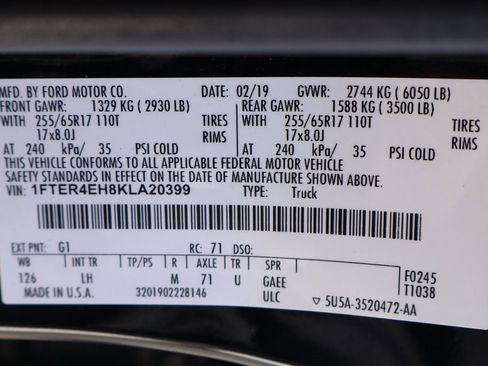 MFD. BY FORD MOTOR CO. 02/19 GVWR: 2744 KG ( 6050 LB)
FRONT GAWR: 1329 KG ( 2930 LB) REAR GAWR: 1588 KG ( 3500 LB)
WITH 255/65R17 110T TIRES WITH 255/65R17 110T TIRES
17x8.0J RIMS 17x8.0J RIMS
AT 240 kPa/ 35 PSI COLD AT 240 kPa/ 35 PSI COLD
THIS VEHICLE CONFORMS TO ALL APPLICABLE FEDERAL MOTOR VEHICLE
SAFETY STANDARDS IN EFFECT ON THE DATE OF MANUFACTURE SHOWN ABOVE.
VIN: 1FTER4EH8KLA20399 TYPE: Truck
EXT PNT: G1 RC: 71 DSO:
WB INT TR TP/PS R AXLE TR SPR F0245
126 LH M 71 U GAEE T1038
MADE IN U.S.A. 3201902228146 ULC ▽ 5U5A-3520472-AA